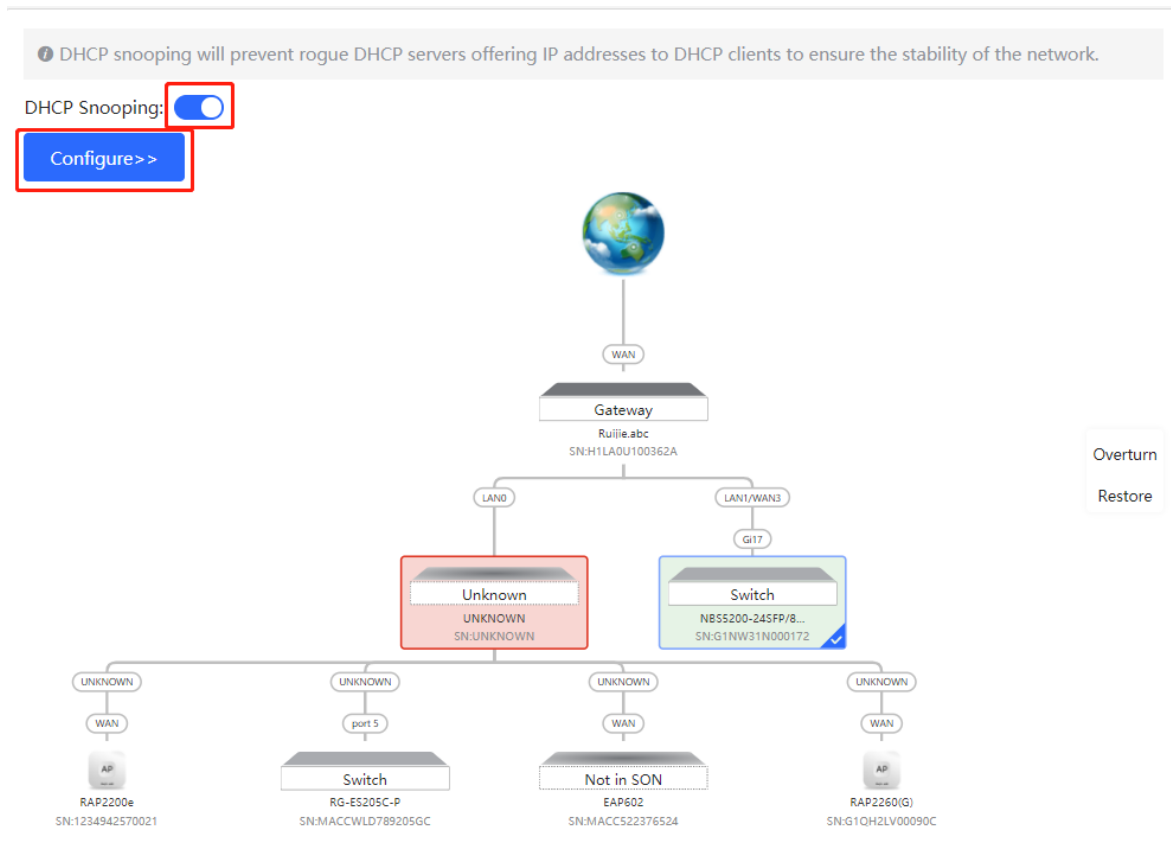 DHCP snooping will prevent rogue DHCP servers offering IP addresses to DHCP clients to ensure the stability of the network.
DHCP Snooping:
Configure>>
WAN
Gateway
Ruijie.abc
SN:H1LA0U100362A
Overturn
Restore
LAN0
LAN1/WAN3
Gi17
Unknown
UNKNOWN
SN:UNKNOWN
Switch
NBS5200-24SFP/8...
SN:G1NW31N000172
UNKNOWN
UNKNOWN
UNKNOWN
UNKNOWN
WAN
port 5
WAN
WAN
AP
RAP2200e
SN:1234942570021
Switch
RG-ES205C-P
SN:MACCWLD789205GC
Not in SON
EAP602
SN:MACC522376524
AP
RAP2260(G)
SN:G1QH2LV00090C